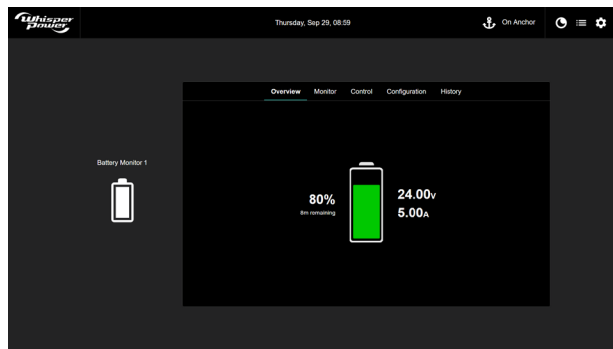 Whisper Power
Thursday, Sep 29, 08:59
On Anchor
Overview Monitor Control Configuration History
Battery Monitor 1
80%
8m remaining
24.00V
5.00A